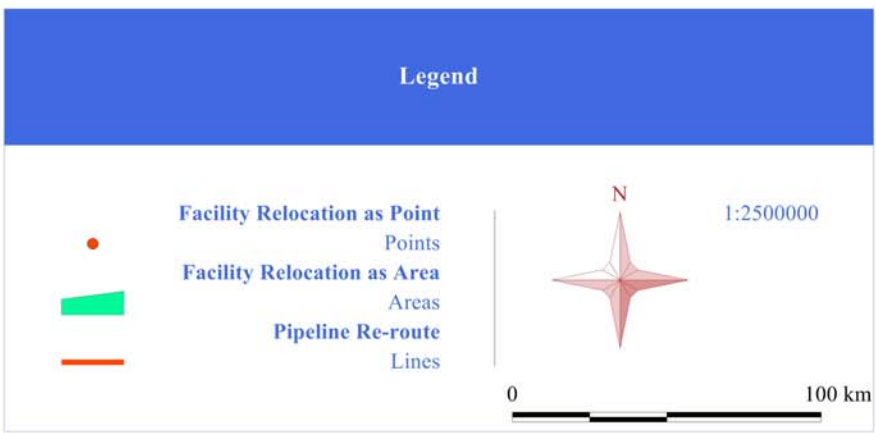 Legend
Facility Relocation as Point
Points
Facility Relocation as Area
Areas
Pipeline Re-route
Lines
N
1:2500000
0 100 km